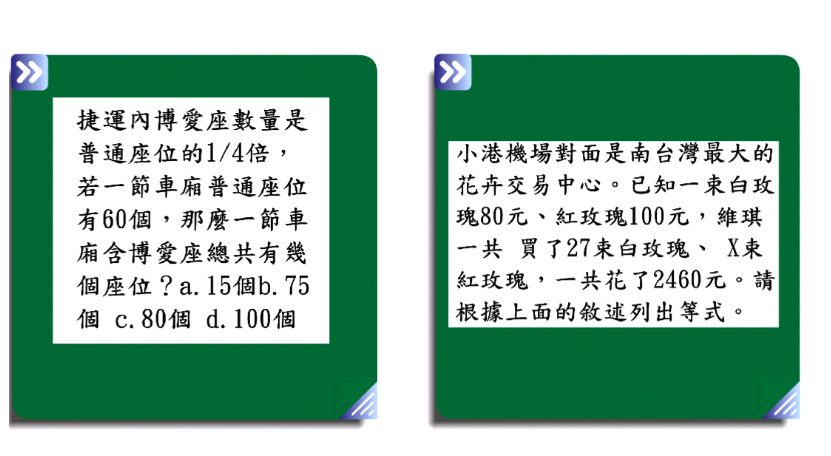 捷運內博愛座數量是
普通座位的1/4倍，
若一節車廂普通座位
有60個，那麼一節車
廂含博愛座總共有幾
個座位？a.15個b.75
個 c.80個 d.100個
小港機場對面是南台灣最大的
花卉交易中心。已知一束白玫
瑰80元、紅玫瑰100元，維琪
一共 買了27束白玫瑰、 X束
紅玫瑰，一共花了2460元。請
根據上面的敘述列出等式。